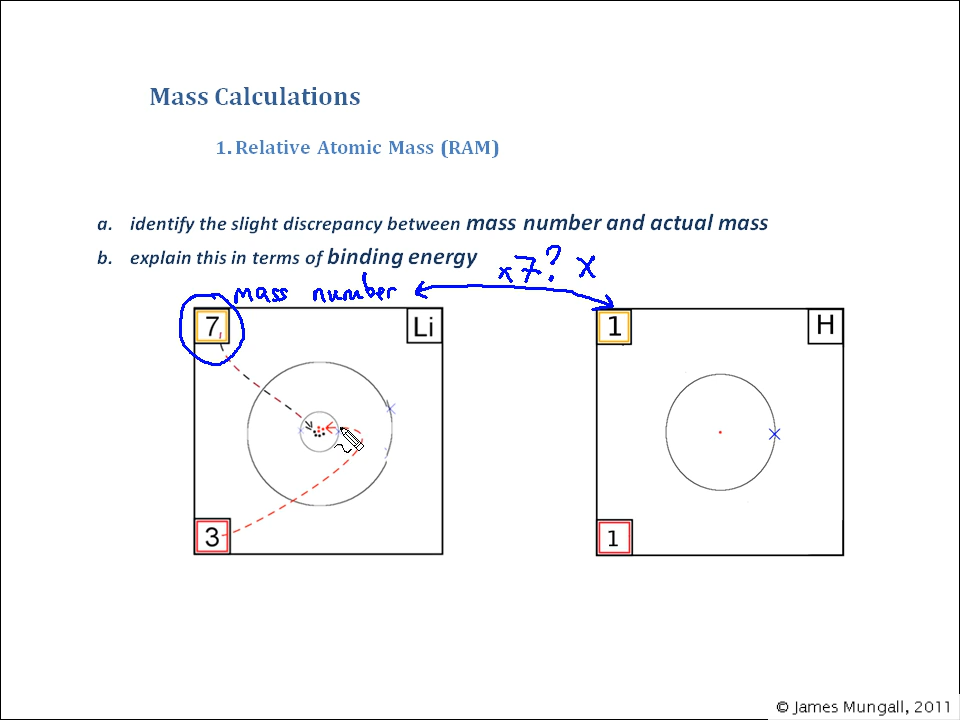 Mass Calculations
1. Relative Atomic Mass (RAM)
a. identify the slight discrepancy between mass number and actual mass
b. explain this in terms of binding energy
x7? x
mass number
7 Li
1 H
3
1
© James Mungall, 2011